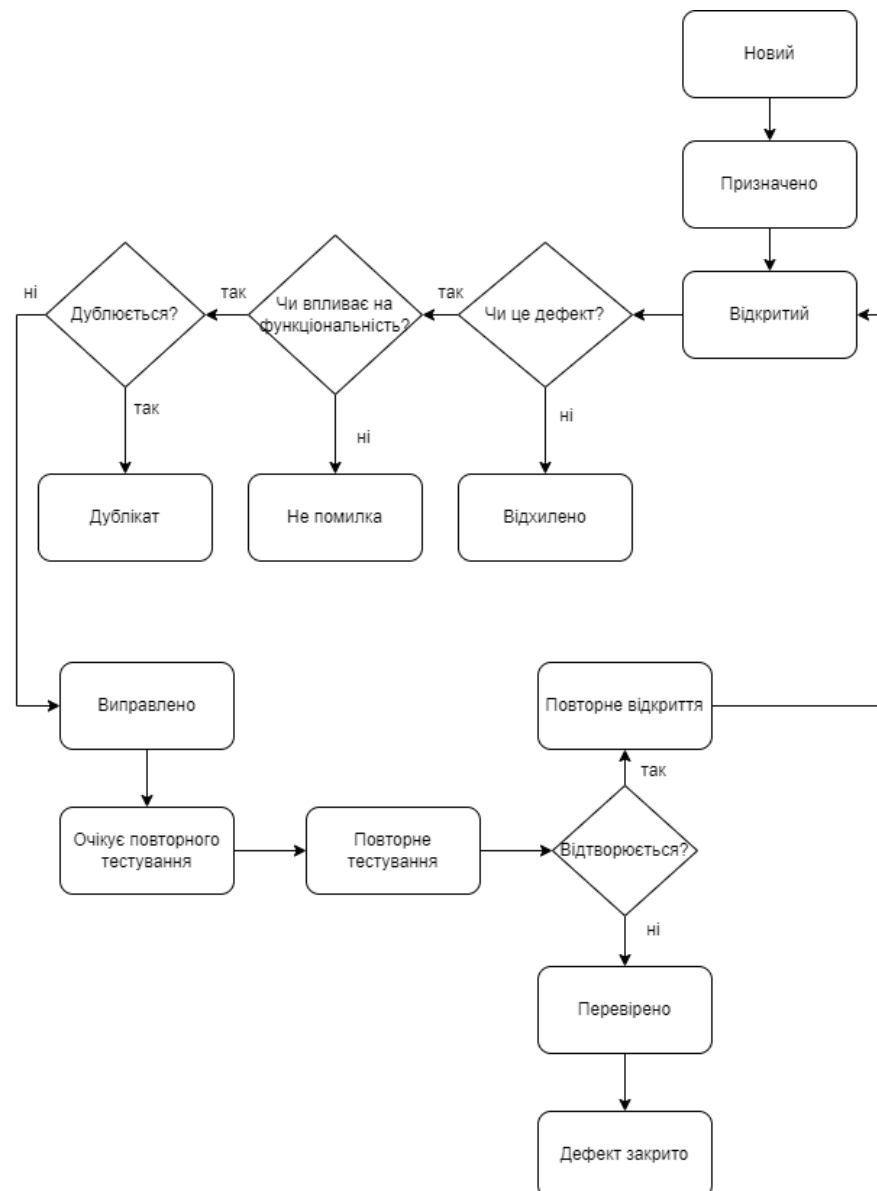 Новий
Призначено
Відкритий
Чи це дефект?
так
ні
Відхилено
Чи впливає на
функціональність?
так
ні
Не помилка
Дублюється?
так
Дублікат
ні
Виправлено
Очікує повторного
тестування
Повторне
тестування
Відтворюється?
так
Повторне відкриття
ні
Перевірено
Дефект закрито